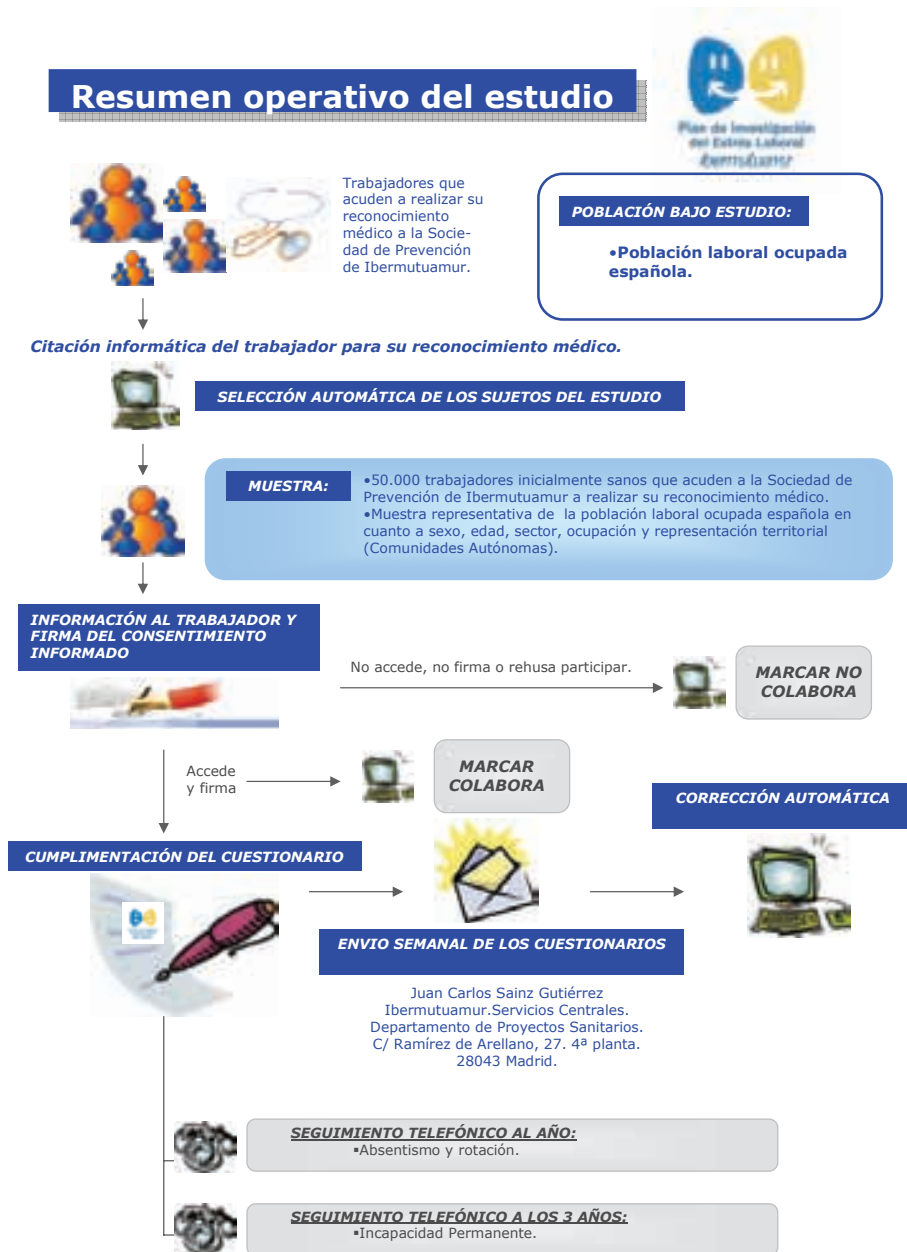 Resumen operativo del estudio
Plan de Investigación
del Estrés Laboral
ibermutuamur
Trabajadores que
acuden a realizar su
reconocimiento
médico a la Socie-
dad de Prevención
de Ibermutuamur.
POBLACIÓN BAJO ESTUDIO:
•Población laboral ocupada
española.
Citación informática del trabajador para su reconocimiento médico.
SELECCIÓN AUTOMÁTICA DE LOS SUJETOS DEL ESTUDIO
MUESTRA:
•50.000 trabajadores inicialmente sanos que acuden a la Sociedad de
Prevención de Ibermutuamur a realizar su reconocimiento médico.
•Muestra representativa de la población laboral ocupada española en
cuanto a sexo, edad, sector, ocupación y representación territorial
(Comunidades Autónomas).
INFORMACIÓN AL TRABAJADOR Y
FIRMA DEL CONSENTIMIENTO
INFORMADO
No accede, no firma o rehusa participar.
MARCAR NO
COLABORA
Accede
y firma
MARCAR
COLABORA
CORRECCIÓN AUTOMÁTICA
CUMPLIMENTACIÓN DEL CUESTIONARIO
ENVIO SEMANAL DE LOS CUESTIONARIOS
Juan Carlos Sainz Gutiérrez
Ibermutuamur.Servicios Centrales.
Departamento de Proyectos Sanitarios.
C/ Ramírez de Arellano, 27. 4ª planta.
28043 Madrid.
SEGUIMIENTO TELEFÓNICO AL AÑO:
▪Absentismo y rotación.
SEGUIMIENTO TELEFÓNICO A LOS 3 AÑOS:
▪Incapacidad Permanente.